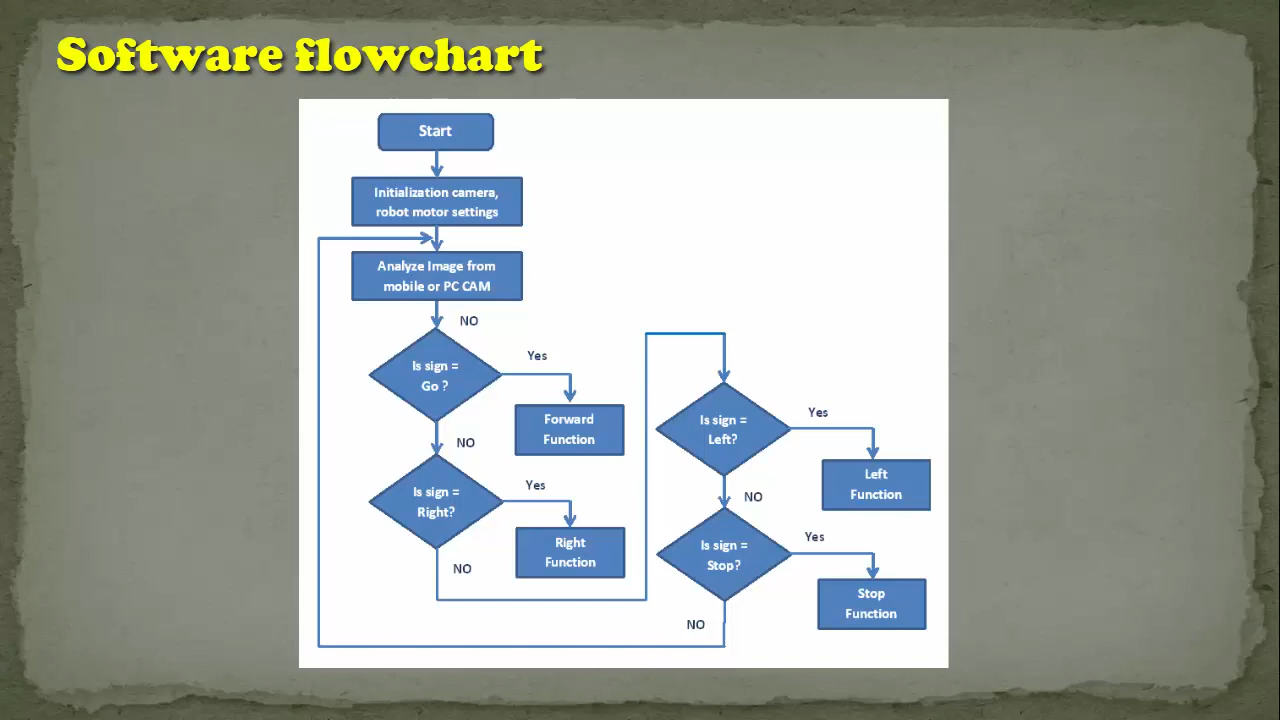 Software flowchart
Start
Initialization camera,
robot motor settings
Analyze Image from
mobile or PC CAM
NO
Is sign =
Go ?
Yes
Forward
Function
NO
Is sign =
Right?
Yes
Right
Function
NO
Is sign =
Left?
Yes
Left
Function
NO
Is sign =
Stop?
Yes
Stop
Function
NO